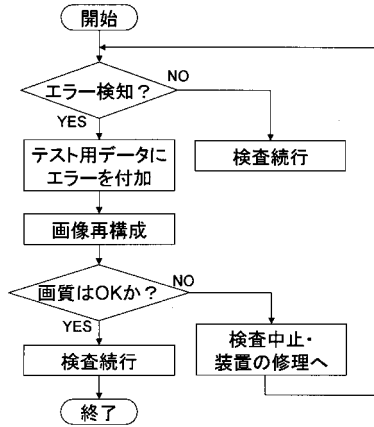 開始
エラー検知？
NO
YES
テスト用データに
エラーを付加
検査続行
画像再構成
画質はOKか？
NO
YES
検査続行
検査中止・
装置の修理へ
終了